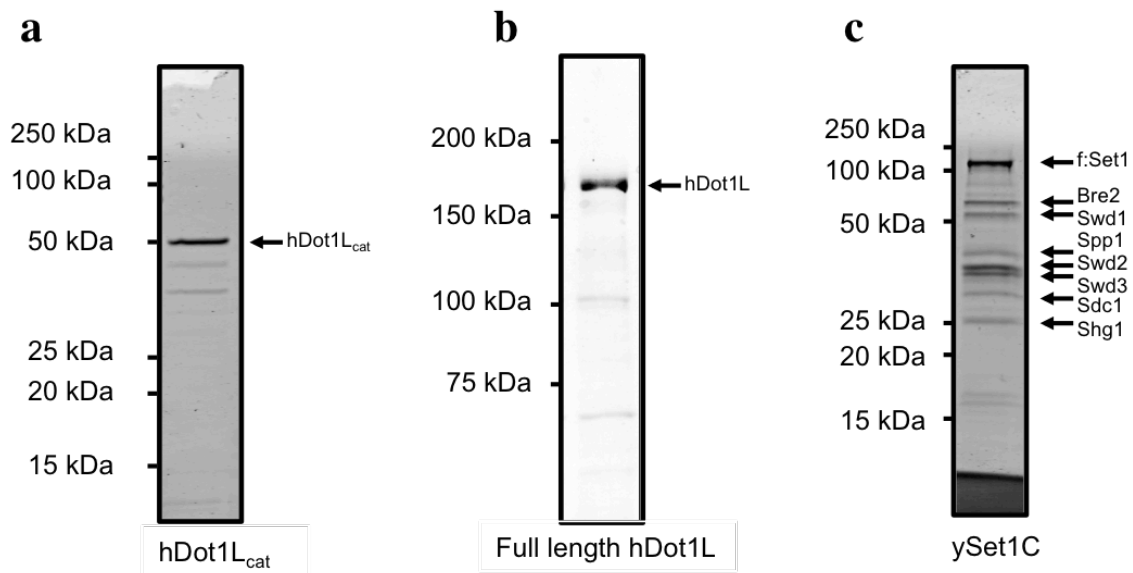 a
250 kDa
100 kDa
50 kDa
25 kDa
20 kDa
15 kDa
hDot1Lcat
hDot1Lcat
b
200 kDa
150 kDa
100 kDa
75 kDa
hDot1L
Full length hDot1L
c
250 kDa
100 kDa
50 kDa
25 kDa
20 kDa
15 kDa
f:Set1
Bre2
Swd1
Spp1
Swd2
Swd3
Sdc1
Shg1
ySet1C